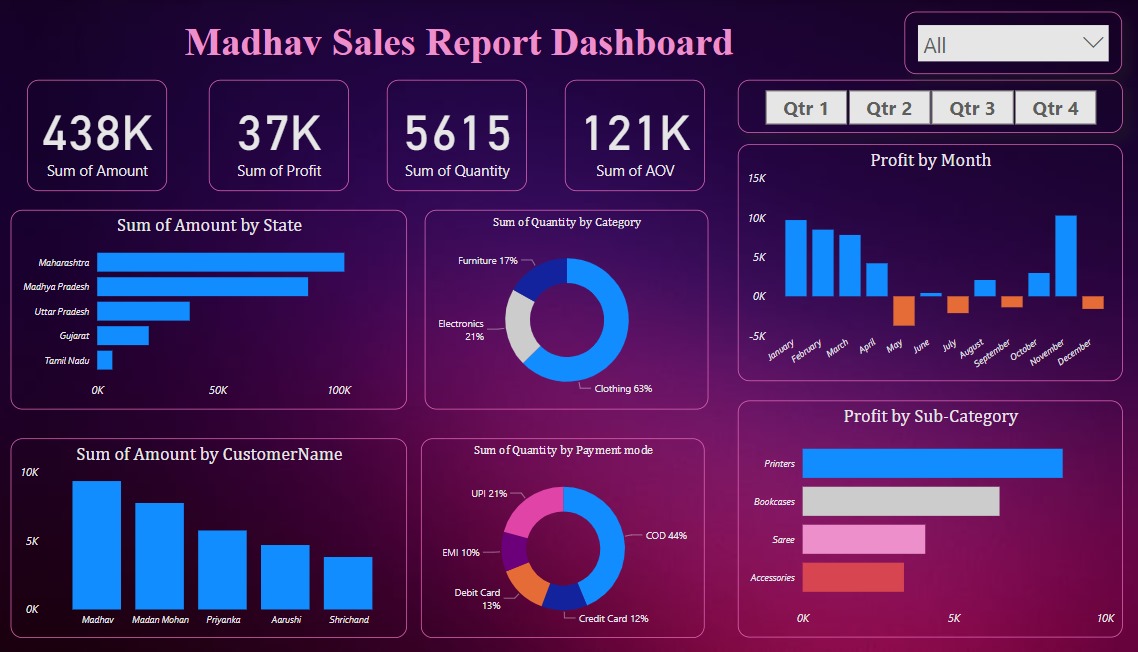 Madhav Sales Report Dashboard
All
438K
Sum of Amount
37K
Sum of Profit
5615
Sum of Quantity
121K
Sum of AOV
Qtr 1
Qtr 2
Qtr 3
Qtr 4
Sum of Amount by State
Maharashtra
Madhya Pradesh
Uttar Pradesh
Gujarat
Tamil Nadu
0K
50K
100K
Sum of Quantity by Category
Furniture 17%
Electronics
21%
Clothing 63%
Profit by Month
15K
10K
5K
0K
-5K
January
February
March
April
May
June
July
August
September
October
November
December
Sum of Amount by CustomerName
10K
5K
0K
Madhav
Madan Mohan
Priyanka
Aarushi
Shrichand
Sum of Quantity by Payment mode
UPI 21%
COD 44%
EMI 10%
Debit Card
13%
Credit Card 12%
Profit by Sub-Category
Printers
Bookcases
Saree
Accessories
0K
5K
10K